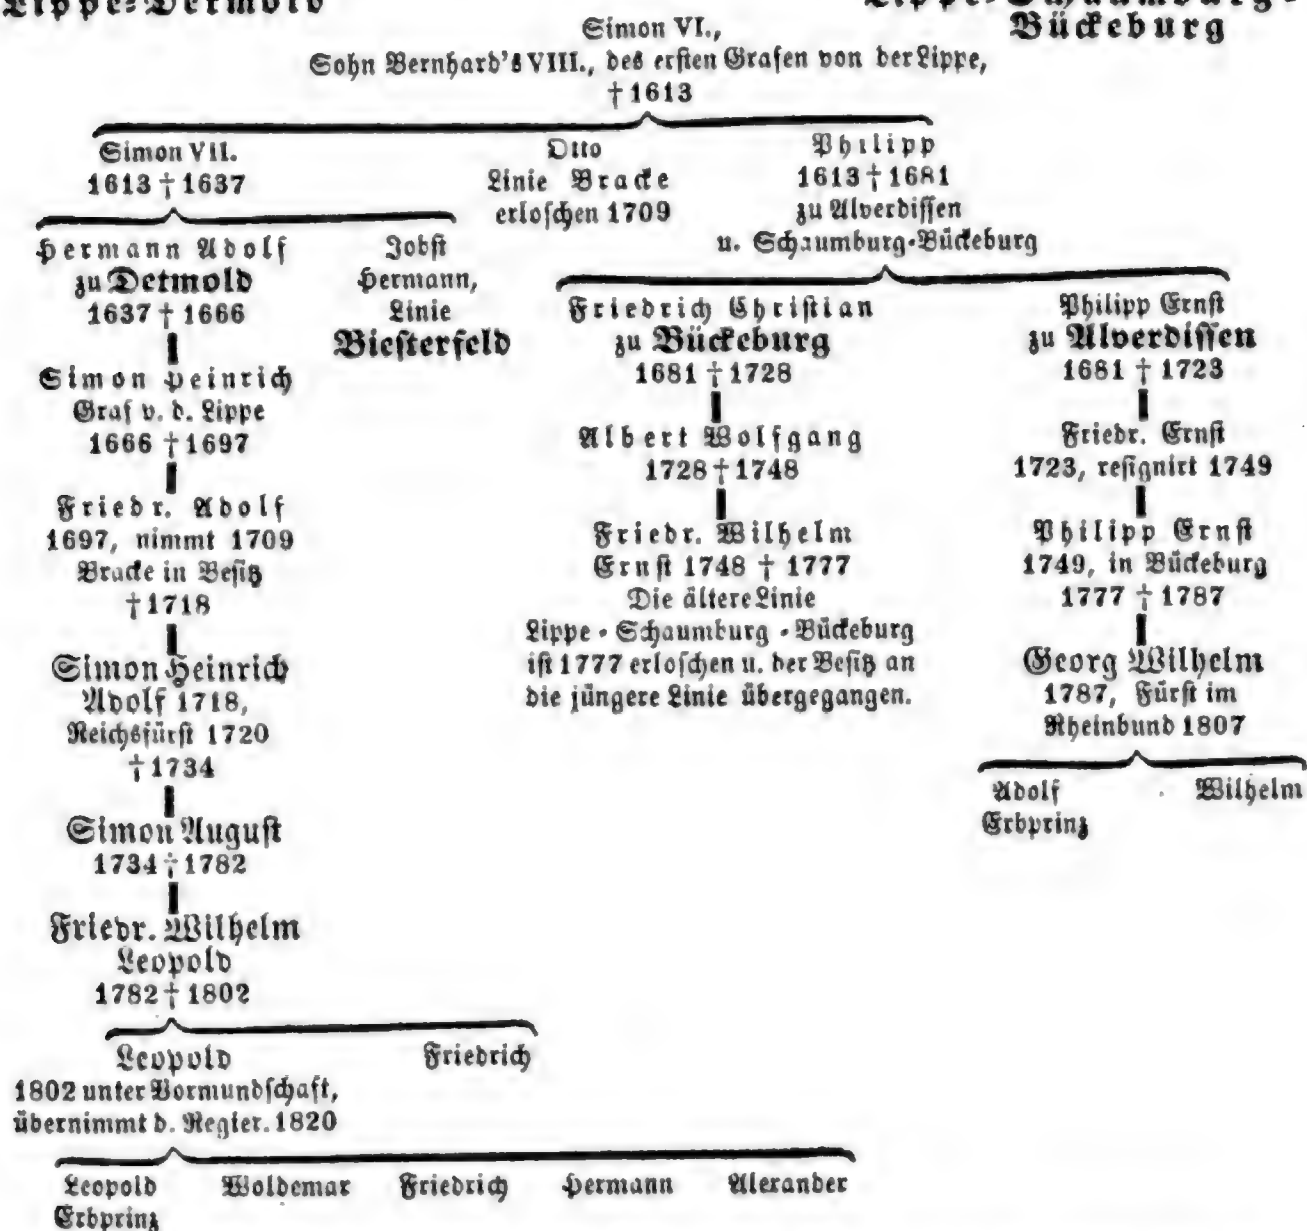 Lippe-Detmold
Lippe-Schaumburg-
Bückeburg
Simon VI.,
Sohn Bernhard's VIII., des ersten Grafen von der Lippe,
† 1613
Simon VII.
1613 † 1637
Otto
Linie Bracke
erloschen 1709
Philipp
1613 † 1681
zu Alverdissen
u. Schaumburg-Bückeburg
Hermann Adolf
zu Detmold
1637 † 1666
Jobst
Hermann,
Linie
Biesterfeld
Friedrich Christian
zu Bückeburg
1681 † 1728
Philipp Ernst
zu Alverdissen
1681 † 1723
Simon Heinrich
Graf v. d. Lippe
1666 † 1697
Albert Wolfgang
1728 † 1748
Friedr. Ernst
1723, resignirt 1749
Friedr. Adolf
1697, nimmt 1709
Bracke in Besitz
† 1718
Friedr. Wilhelm
Ernst 1748 † 1777
Die ältere Linie
Lippe-Schaumburg-Bückeburg
ist 1777 erloschen u. der Besitz an
die jüngere Linie übergegangen.
Philipp Ernst
1749, in Bückeburg
1777 † 1787
Simon Heinrich
Adolf 1718,
Reichsfürst 1720
† 1734
Georg Wilhelm
1787, Fürst im
Rheinbund 1807
Adolf
Erbprinz
Wilhelm
Simon August
1734 † 1782
Friedr. Wilhelm
Leopold
1782 † 1802
Leopold
1802 unter Vormundschaft,
übernimmt d. Regier. 1820
Friedrich
Leopold
Erbprinz
Woldemar
Friedrich
Hermann
Alexander